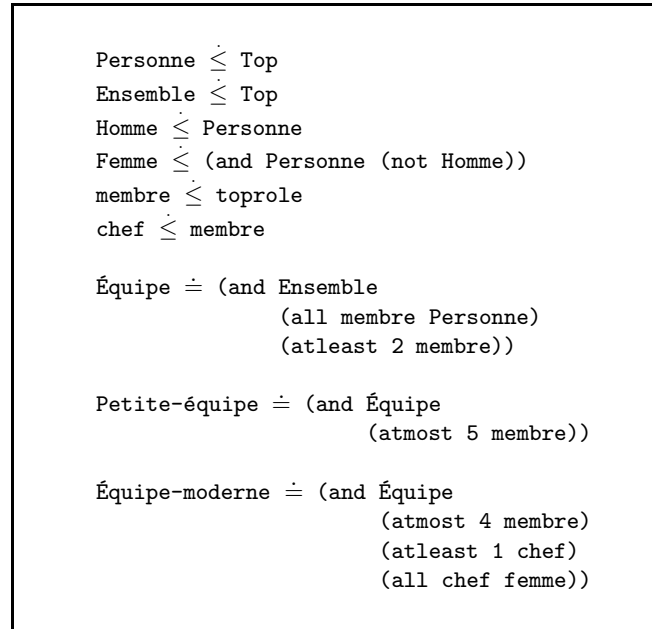 Personne ≤̇ Top
Ensemble ≤̇ Top
Homme ≤̇ Personne
Femme ≤̇ (and Personne (not Homme))
membre ≤̇ toprole
chef ≤̇ membre
Équipe ≐ (and Ensemble
(all membre Personne)
(atleast 2 membre))
Petite-équipe ≐ (and Équipe
(atmost 5 membre))
Équipe-moderne ≐ (and Équipe
(atmost 4 membre)
(atleast 1 chef)
(all chef femme))